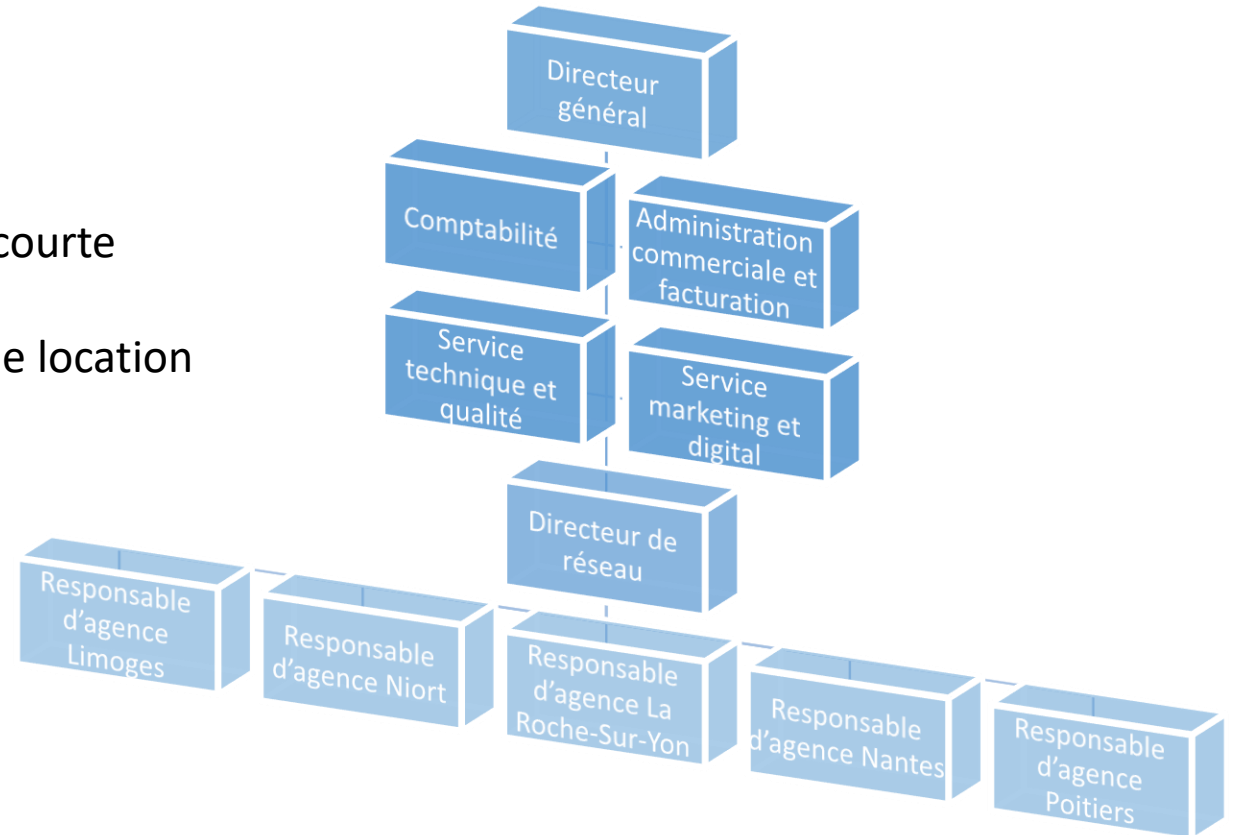 Directeur
général
courte
Comptabilité
Administration
commerciale et
facturation
e location
Service
technique et
qualité
Service
marketing et
digital
Directeur de
réseau
Responsable
d’agence
Limoges
Responsable
d’agence Niort
Responsable
d’agence La
Roche-Sur-Yon
Responsable
d’agence Nantes
Responsable
d’agence
Poitiers